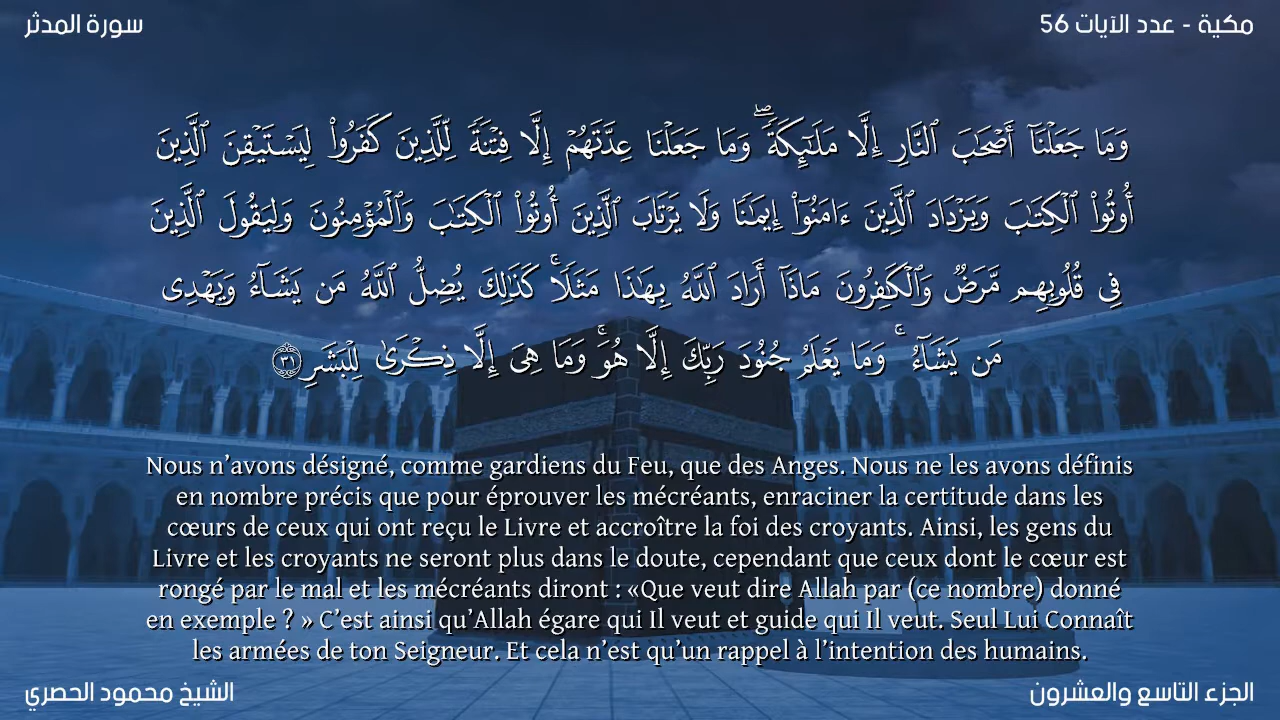 سورة المدثر
مكية - عدد الآيات 56
وَمَا جَعَلْنَآ أَصْحَٰبَ ٱلنَّارِ إِلَّا مَلَٰٓئِكَةًۖ وَمَا جَعَلْنَا عِدَّتَهُمْ إِلَّا فِتْنَةً لِّلَّذِينَ كَفَرُوا۟ لِيَسْتَيْقِنَ ٱلَّذِينَ
أُوتُوا۟ ٱلْكِتَٰبَ وَيَزْدَادَ ٱلَّذِينَ ءَامَنُوٓا۟ إِيمَٰنًا وَلَا يَرْتَابَ ٱلَّذِينَ أُوتُوا۟ ٱلْكِتَٰبَ وَٱلْمُؤْمِنُونَ وَلِيَقُولَ ٱلَّذِينَ
فِى قُلُوبِهِم مَّرَضٌ وَٱلْكَٰفِرُونَ مَاذَآ أَرَادَ ٱللَّهُ بِهَٰذَا مَثَلًاۚ كَذَٰلِكَ يُضِلُّ ٱللَّهُ مَن يَشَآءُ وَيَهْدِى
مَن يَشَآءُۚ وَمَا يَعْلَمُ جُنُودَ رَبِّكَ إِلَّا هُوَۚ وَمَا هِىَ إِلَّا ذِكْرَىٰ لِلْبَشَرِ ٣١
Nous n’avons désigné, comme gardiens du Feu, que des Anges. Nous ne les avons définis
en nombre précis que pour éprouver les mécréants, enraciner la certitude dans les
cœurs de ceux qui ont reçu le Livre et accroître la foi des croyants. Ainsi, les gens du
Livre et les croyants ne seront plus dans le doute, cependant que ceux dont le cœur est
rongé par le mal et les mécréants diront : «Que veut dire Allah par (ce nombre) donné
en exemple ? » C’est ainsi qu’Allah égare qui Il veut et guide qui Il veut. Seul Lui Connaît
les armées de ton Seigneur. Et cela n’est qu’un rappel à l’intention des humains.
الشيخ محمود الحصري
الجزء التاسع والعشرون